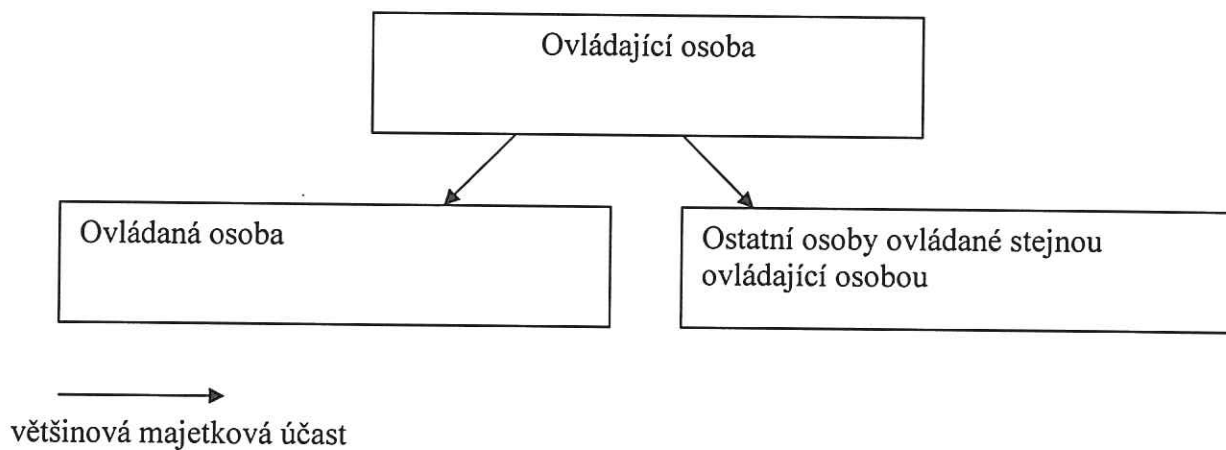 Ovládající osoba
Ovládaná osoba
Ostatní osoby ovládané stejnou
ovládající osobou
většinová majetková účast